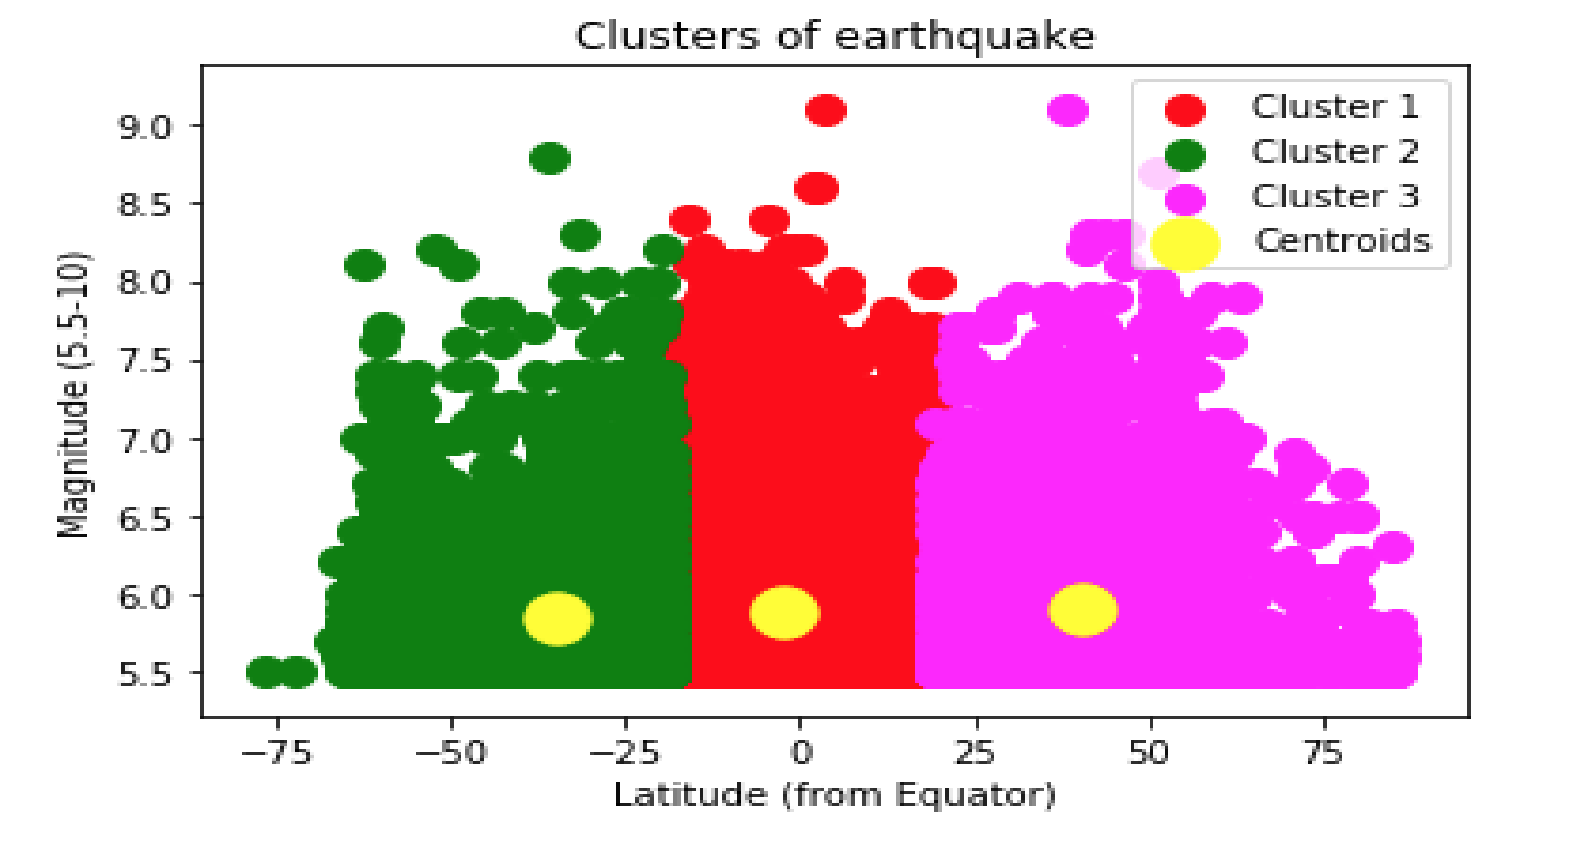 Clusters of earthquake
Magnitude (5.5-10)
9.0
8.5
8.0
7.5
7.0
6.5
6.0
5.5
Cluster 1
Cluster 2
Cluster 3
Centroids
−75 −50 −25 0 25 50 75
Latiitude (from Equator)